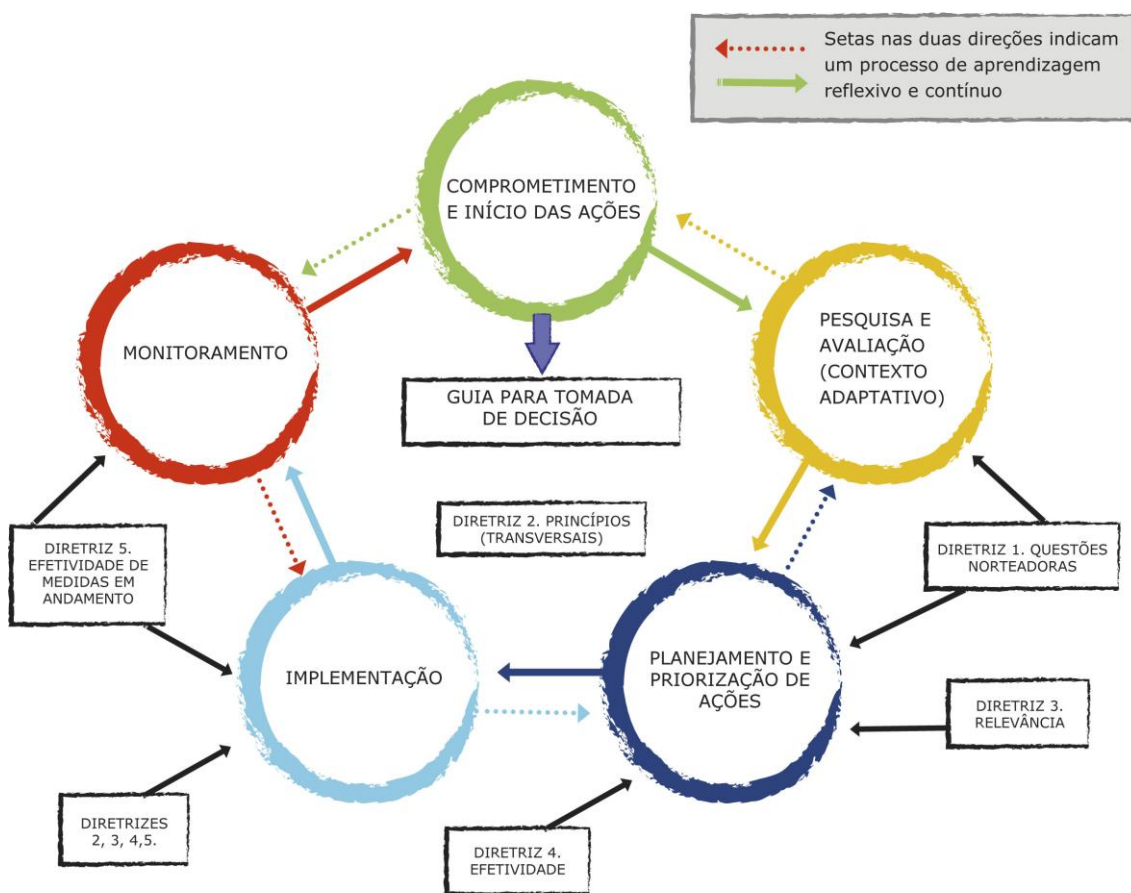 Setas nas duas direções indicam
um processo de aprendizagem
reflexivo e contínuo
COMPROMETIMENTO
E INÍCIO DAS AÇÕES
MONITORAMENTO
PESQUISA E
AVALIAÇÃO
(CONTEXTO
ADAPTATIVO)
GUIA PARA TOMADA
DE DECISÃO
DIRETRIZ 2. PRINCÍPIOS
(TRANSVERSAIS)
DIRETRIZ 5.
EFETIVIDADE DE
MEDIDAS EM
ANDAMENTO
DIRETRIZ 1. QUESTÕES
NORTEADORAS
IMPLEMENTAÇÃO
PLANEJAMENTO E
PRIORIZAÇÃO DE
AÇÕES
DIRETRIZ 3.
RELEVÂNCIA
DIRETRIZES
2, 3, 4,5.
DIRETRIZ 4.
EFETIVIDADE